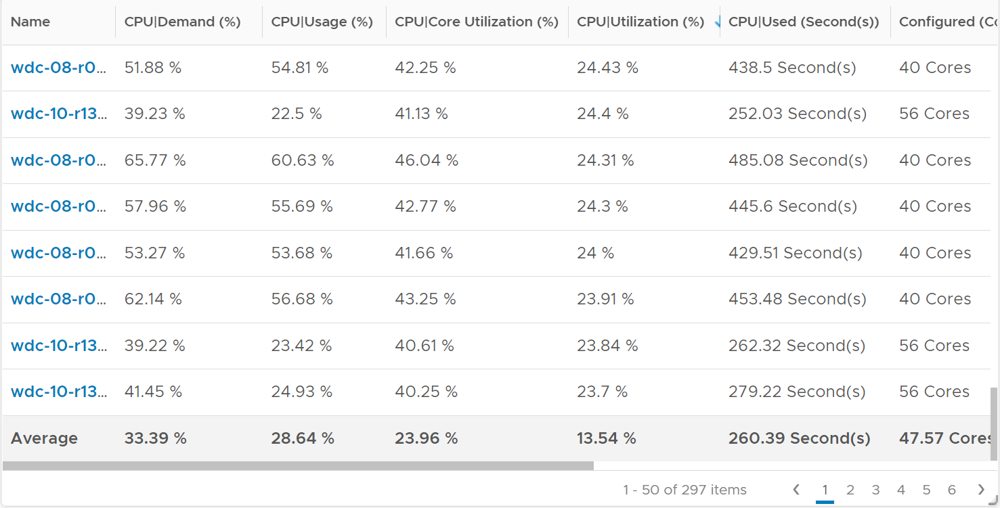 Name CPU|Demand (%) CPU|Usage (%) CPU|Core Utilization (%) CPU|Utilization (%) CPU|Used (Second(s)) Configured (Co
wdc-08-r0... 51.88 % 54.81 % 42.25 % 24.43 % 438.5 Second(s) 40 Cores
wdc-10-r13... 39.23 % 22.5 % 41.13 % 24.4 % 252.03 Second(s) 56 Cores
wdc-08-r0... 65.77 % 60.63 % 46.04 % 24.31 % 485.08 Second(s) 40 Cores
wdc-08-r0... 57.96 % 55.69 % 42.77 % 24.3 % 445.6 Second(s) 40 Cores
wdc-08-r0... 53.27 % 53.68 % 41.66 % 24 % 429.51 Second(s) 40 Cores
wdc-08-r0... 62.14 % 56.68 % 43.25 % 23.91 % 453.48 Second(s) 40 Cores
wdc-10-r13... 39.22 % 23.42 % 40.61 % 23.84 % 262.32 Second(s) 56 Cores
wdc-10-r13... 41.45 % 24.93 % 40.25 % 23.7 % 279.22 Second(s) 56 Cores
Average 33.39 % 28.64 % 23.96 % 13.54 % 260.39 Second(s) 47.57 Cores
1 - 50 of 297 items 1 2 3 4 5 6